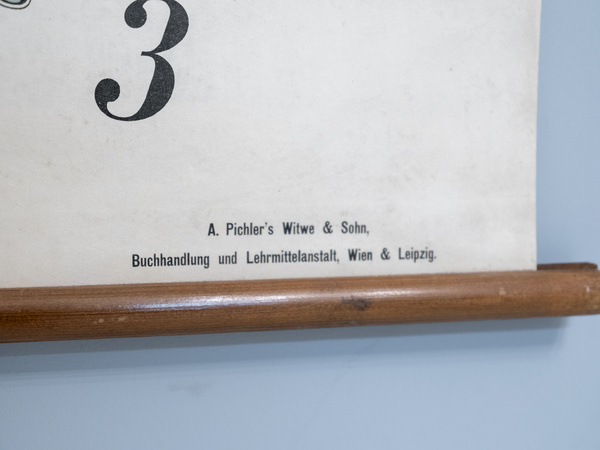 3
A. Pichler's Witwe & Sohn,
Buchhandlung und Lehrmittelanstalt, Wien & Leipzig.